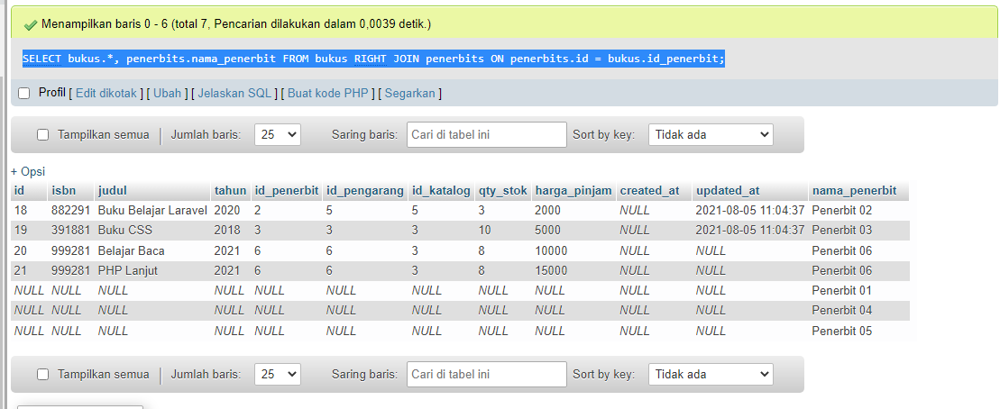 Menampilkan baris 0 - 6 (total 7, Pencarian dilakukan dalam 0,0039 detik.)
SELECT bukus.*, penerbits.nama_penerbit FROM bukus RIGHT JOIN penerbits ON penerbits.id = bukus.id_penerbit;
Profil [ Edit dikotak ] [ Ubah ] [ Jelaskan SQL ] [ Buat kode PHP ] [ Segarkan ]
Tampilkan semua | Jumlah baris: 25 Saring baris: Cari di tabel ini Sort by key: Tidak ada
+ Opsi
id isbn judul tahun id_penerbit id_pengarang id_katalog qty_stok harga_pinjam created_at updated_at nama_penerbit
18 882291 Buku Belajar Laravel 2020 2 5 5 3 2000 NULL 2021-08-05 11:04:37 Penerbit 02
19 391881 Buku CSS 2018 3 3 3 10 5000 NULL 2021-08-05 11:04:37 Penerbit 03
20 999281 Belajar Baca 2021 6 6 3 8 10000 NULL NULL Penerbit 06
21 999281 PHP Lanjut 2021 6 6 3 8 15000 NULL NULL Penerbit 06
NULL NULL NULL NULL NULL NULL NULL NULL NULL NULL NULL Penerbit 01
NULL NULL NULL NULL NULL NULL NULL NULL NULL NULL NULL Penerbit 04
NULL NULL NULL NULL NULL NULL NULL NULL NULL NULL NULL Penerbit 05
Tampilkan semua | Jumlah baris: 25 Saring baris: Cari di tabel ini Sort by key: Tidak ada